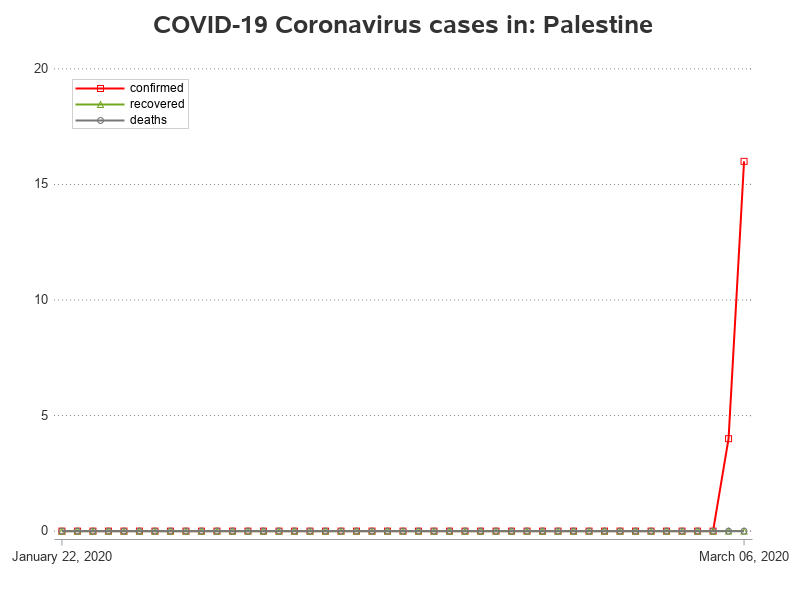 COVID-19 Coronavirus cases in: Palestine
20
confirmed
recovered
deaths
15
10
5
0
January 22, 2020
March 06, 2020